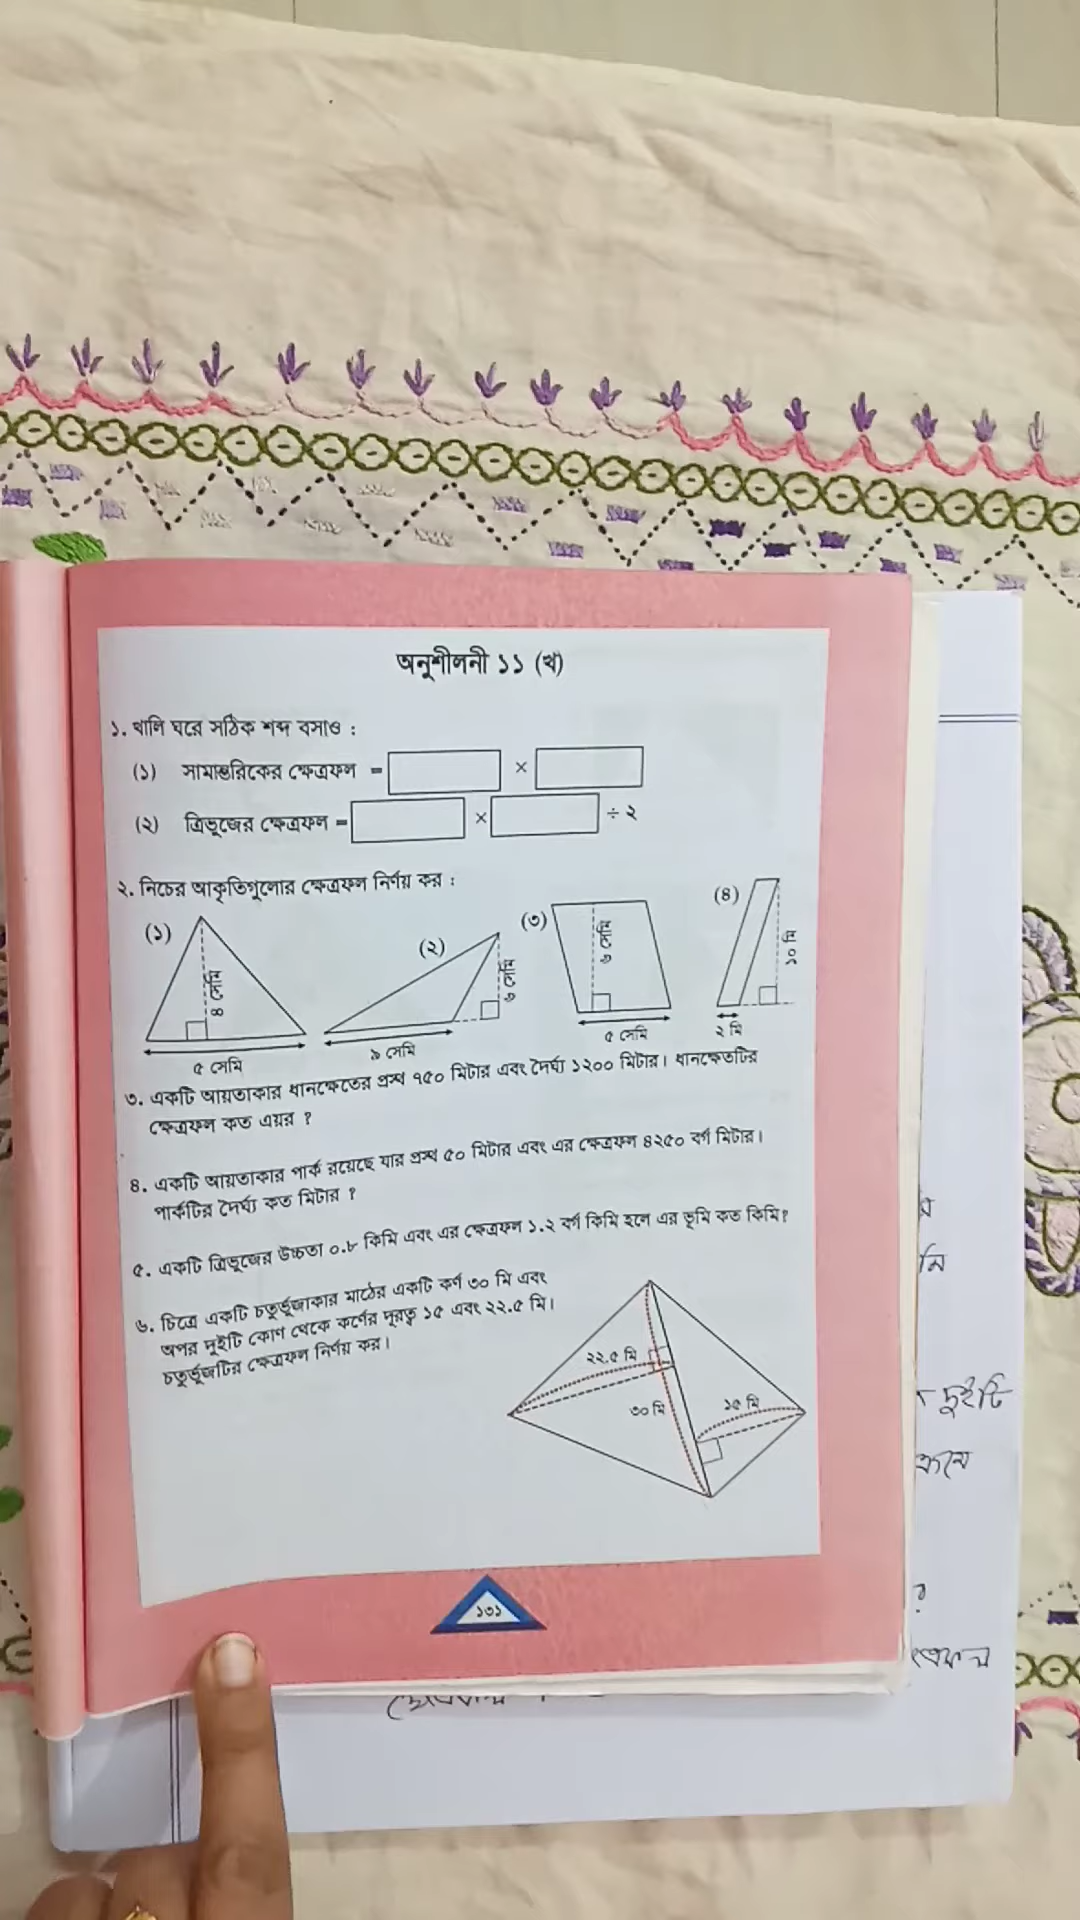 অনুশীলনী ১১ (খ)
১. খালি ঘরে সঠিক শব্দ বসাও :
(১) সামান্তরিকের ক্ষেত্রফল = ×
(২) ত্রিভুজের ক্ষেত্রফল = × ÷ ২
২. নিচের আকৃতিগুলোর ক্ষেত্রফল নির্ণয় কর :
(১)
৪ সেমি
৫ সেমি
(২)
৬ সেমি
৯ সেমি
(৩)
৬ সেমি
৫ সেমি
(৪)
১০ মি
২ মি
৩. একটি আয়তাকার ধানক্ষেতের প্রস্থ ৭৫০ মিটার এবং দৈর্ঘ্য ১২০০ মিটার। ধানক্ষেতটির
ক্ষেত্রফল কত এয়র ?
৪. একটি আয়তাকার পার্ক রয়েছে যার প্রস্থ ৫০ মিটার এবং এর ক্ষেত্রফল ৪২৫০ বর্গ মিটার।
পার্কটির দৈর্ঘ্য কত মিটার ?
৫. একটি ত্রিভুজের উচ্চতা ০.৮ কিমি এবং এর ক্ষেত্রফল ১.২ বর্গ কিমি হলে এর ভূমি কত কিমি?
৬. চিত্রে একটি চতুর্ভুজাকার মাঠের একটি কর্ণ ৩০ মি এবং
অপর দুইটি কোণ থেকে কর্ণের দূরত্ব ১৫ এবং ২২.৫ মি।
চতুর্ভুজটির ক্ষেত্রফল নির্ণয় কর।
২২.৫ মি
৩০ মি
১৫ মি
১৩১
দুইটি